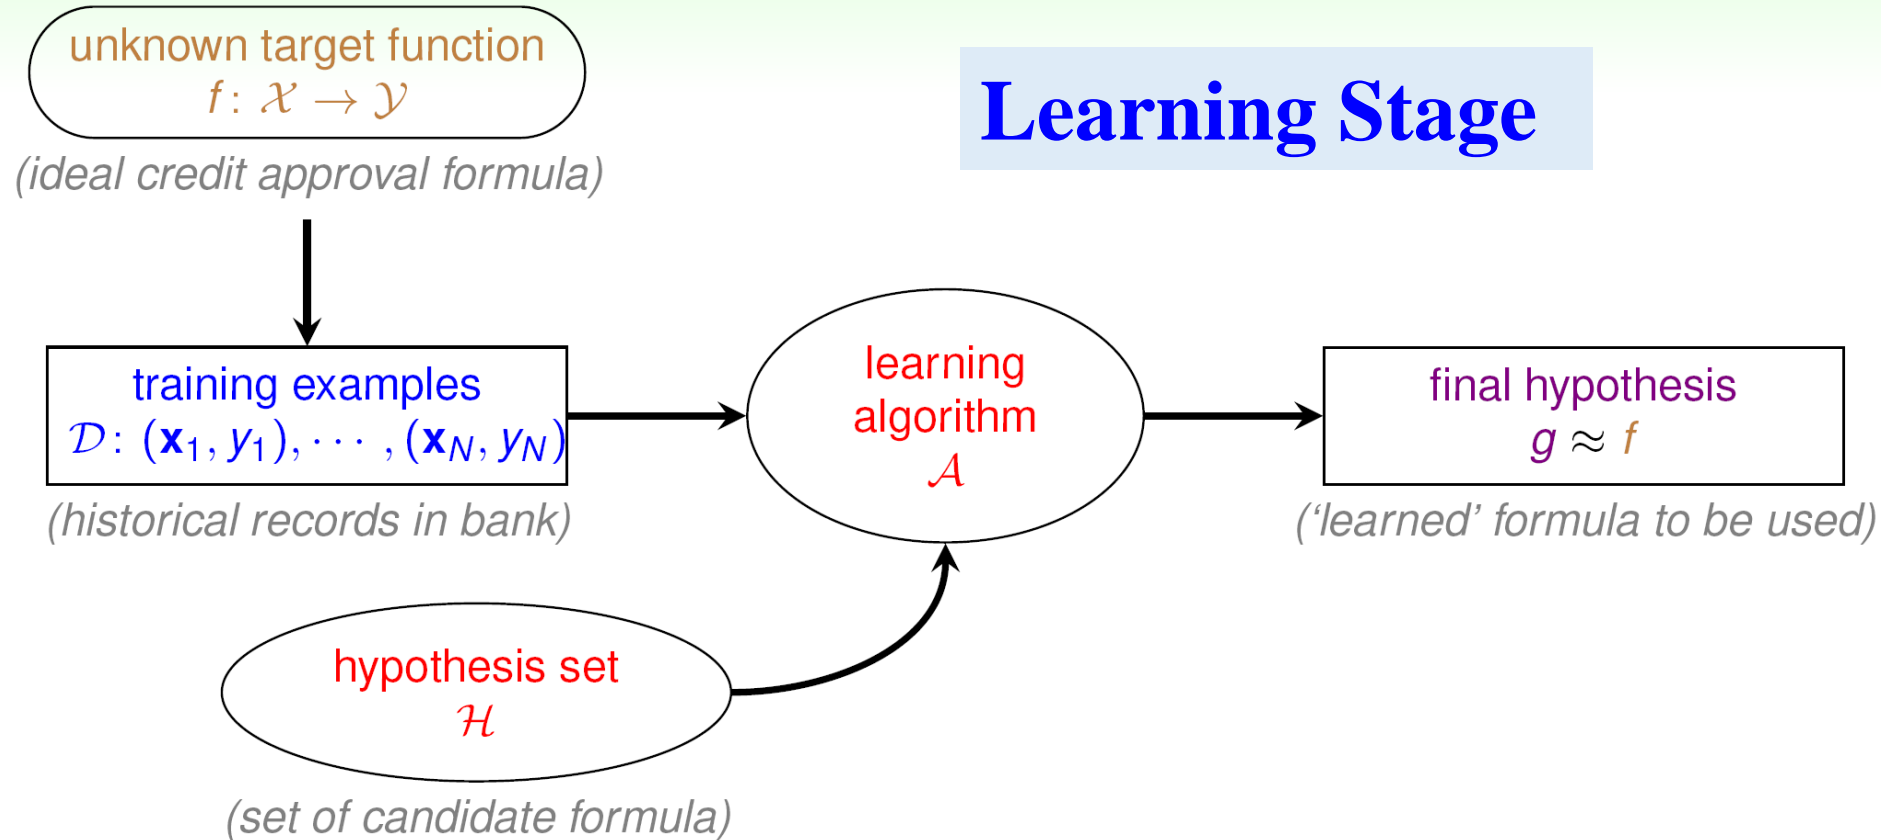 unknown target function
f: 𝒳 → 𝒴
(ideal credit approval formula)
Learning Stage
training examples
𝒟: (x₁, y₁), ⋯ , (x_N, y_N)
(historical records in bank)
learning
algorithm
𝒜
final hypothesis
g ≈ f
(‘learned’ formula to be used)
hypothesis set
ℋ
(set of candidate formula)